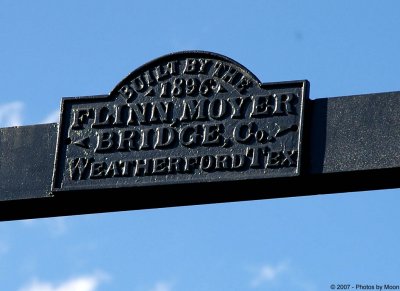 BUILT BY THE
1896
FLINN MOYER
BRIDGE, Co.
WEATHERFORD TEX
© 2007 - Photos by Moon